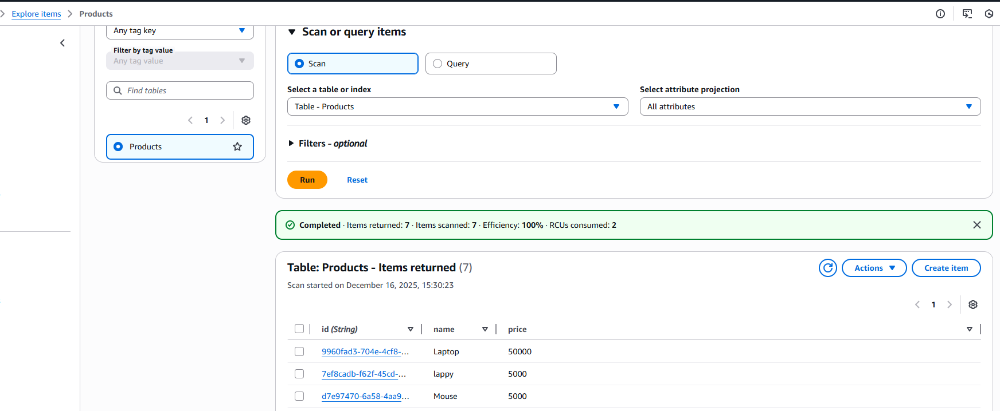 Explore items
Products
Any tag key
Filter by tag value
Any tag value
Find tables
1
Products
Scan or query items
Scan
Query
Select a table or index
Select attribute projection
Table - Products
All attributes
Filters - optional
Run
Reset
Completed · Items returned: 7 · Items scanned: 7 · Efficiency: 100% · RCUs consumed: 2
Table: Products - Items returned (7)
Actions
Create item
Scan started on December 16, 2025, 15:30:23
1
id (String)
name
price
9960fad3-704e-4cf8-...
Laptop
50000
7ef8cadb-f62f-45cd-...
lappy
5000
d7e97470-6a58-4aa9...
Mouse
5000